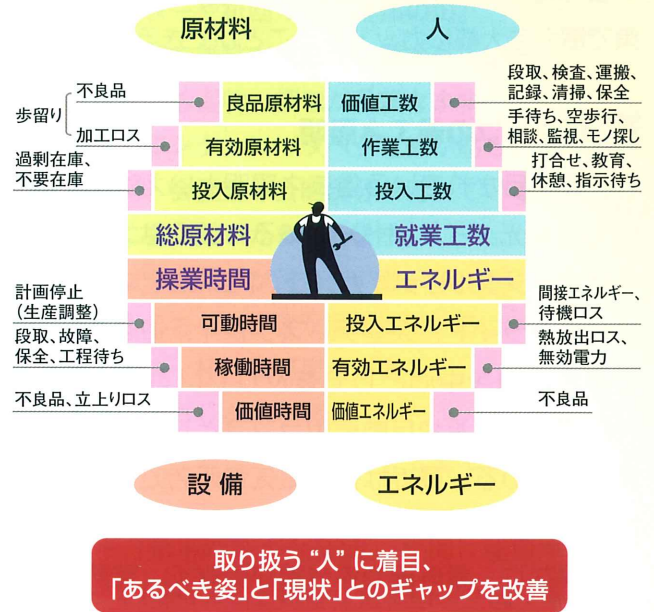 原材料
人
不良品
歩留り
加工ロス
過剰在庫、
不要在庫
良品原材料
価値工数
有効原材料
作業工数
投入原材料
投入工数
総原材料
就業工数
段取、検査、運搬、
記録、清掃、保全
手待ち、空歩行、
相談、監視、モノ探し
打合せ、教育、
休憩、指示待ち
操業時間
エネルギー
可動時間
投入エネルギー
稼働時間
有効エネルギー
価値時間
価値エネルギー
計画停止
(生産調整)
段取、故障、
保全、工程待ち
不良品、立上りロス
間接エネルギー、
待機ロス
熱放出ロス、
無効電力
不良品
設備
エネルギー
取り扱う“人”に着目、
「あるべき姿」と「現状」とのギャップを改善